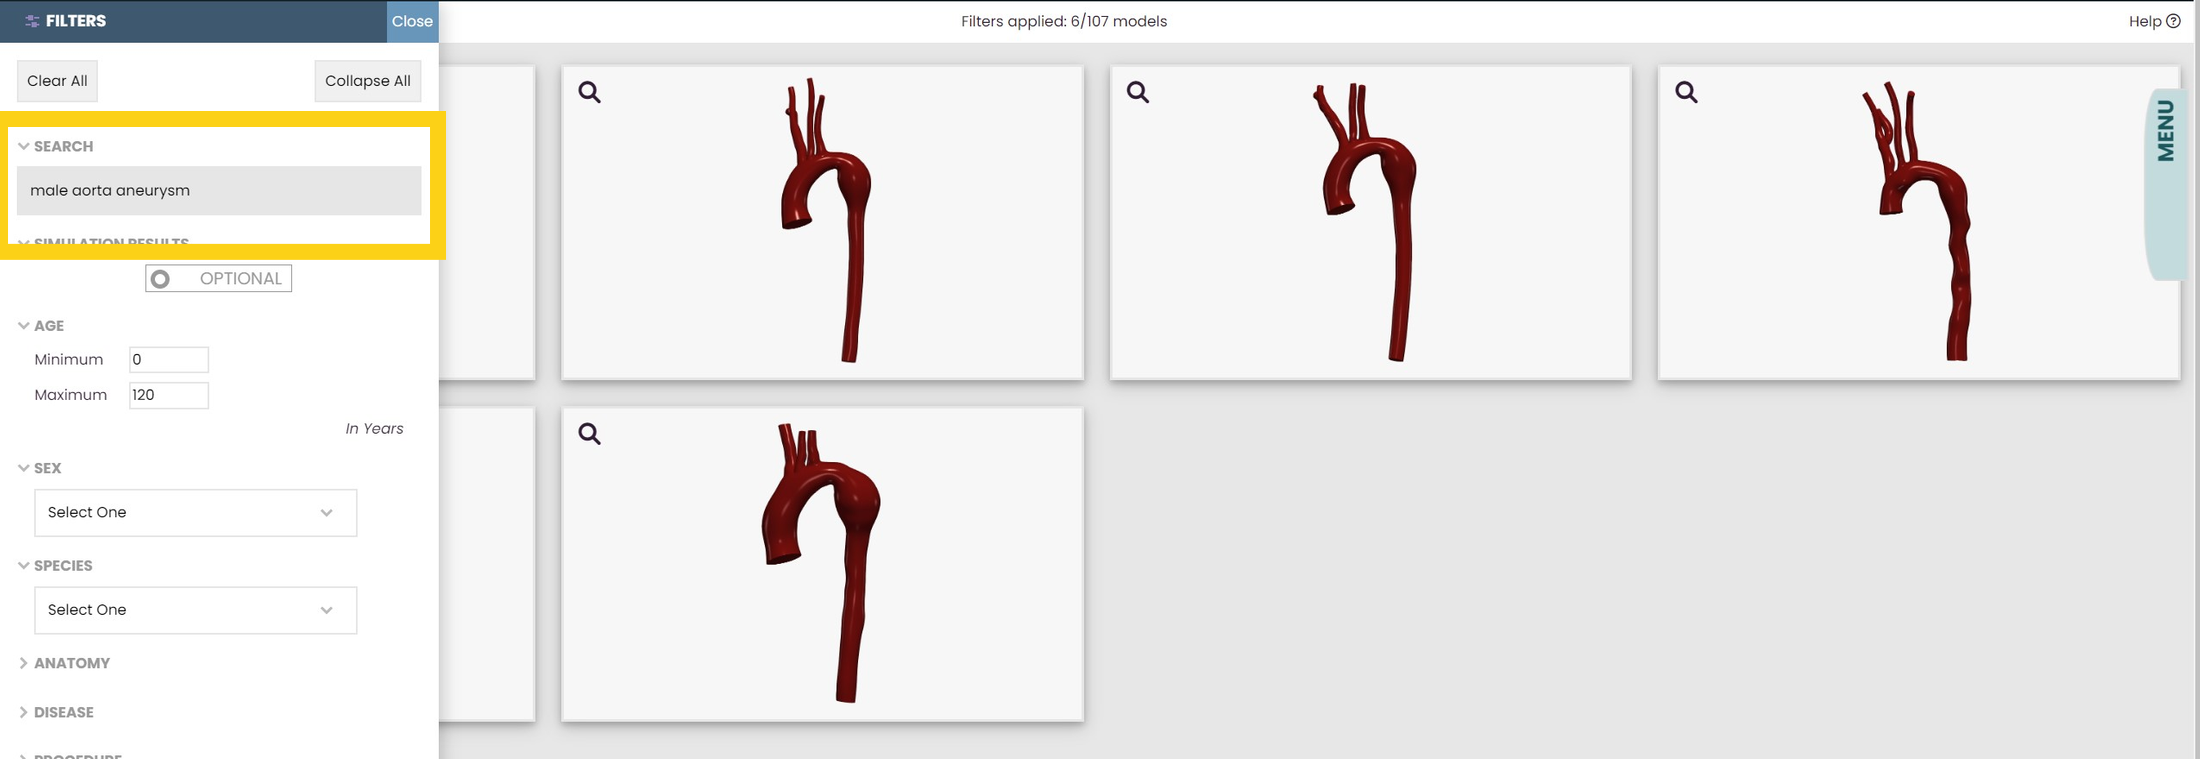 FILTERS
Close
Filters applied: 6/107 models
Help
Clear All
Collapse All
SEARCH
male aorta aneurysm
SIMULATION RESULTS
OPTIONAL
AGE
Minimum 0
Maximum 120
In Years
SEX
Select One
SPECIES
Select One
ANATOMY
DISEASE
PROCEDURE
MENU